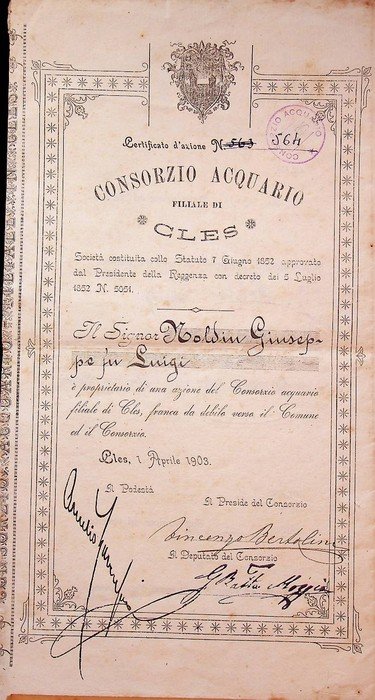 Certificato d'azione N. 563
CONSORZIO ACQUARIO
564
CONSORZIO ACQUARIO
FILIALE DI
CLES
Società costituita collo Statuto 7 Giugno 1852 approvato
dal Presidente della Reggenza con decreto dei 5 Luglio
1852 N. 5051.
Il Signor Noldin Giusep-
pe fu Luigi
è proprietario di una azione del Consorzio acquario
filiale di Cles, franca da debito verso il Comune
ed il Consorzio.
Cles, 1 Aprile 1903.
Il Podestà
Il Preside del Consorzio
Vincenzo Bertolini
Il Deputato del Consorzio